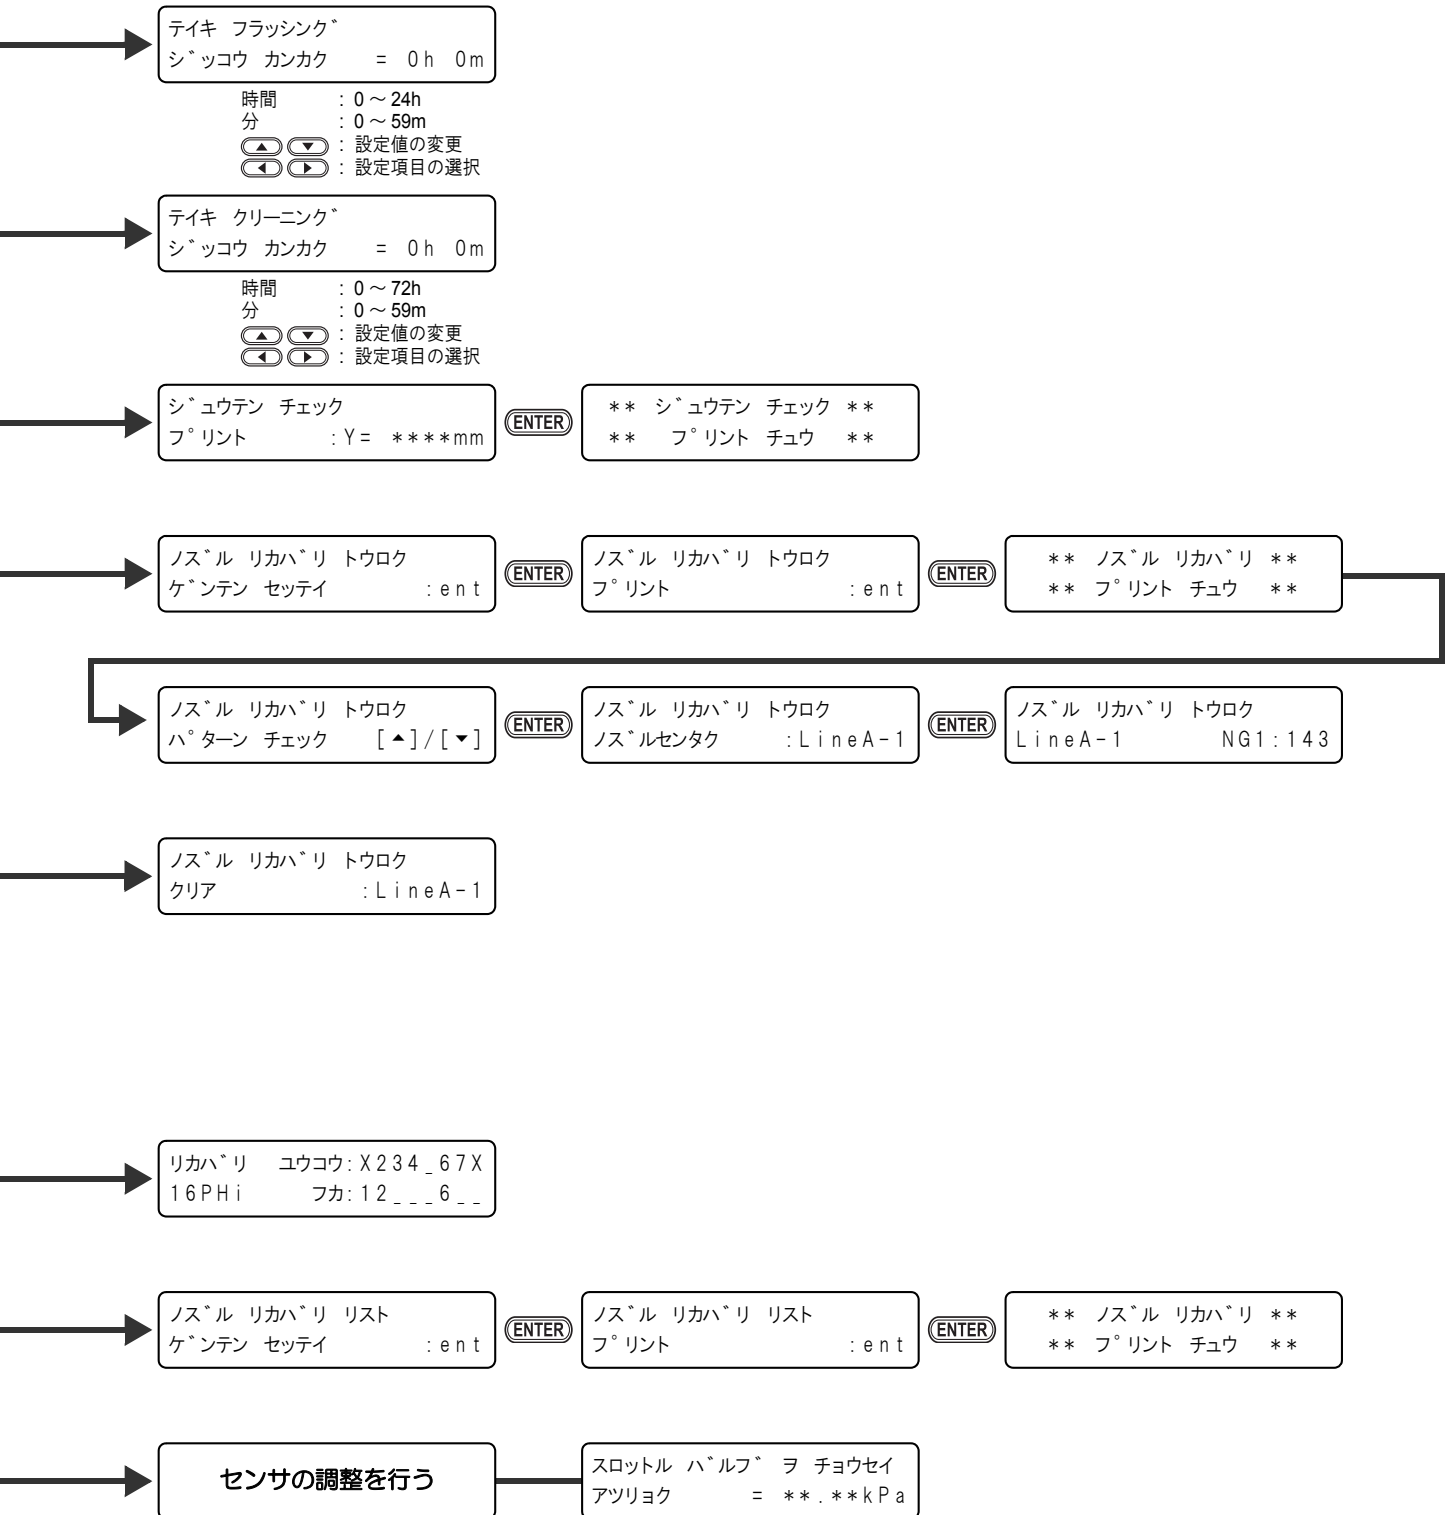 テイキ フラッシンク゛
シ゛ッコウ カンカク = 0h 0m
時間 : 0 ～ 24h
分 : 0 ～ 59m
▲ ▼ : 設定値の変更
◀ ▶ : 設定項目の選択
テイキ クリーニンク゛
シ゛ッコウ カンカク = 0h 0m
時間 : 0 ～ 72h
分 : 0 ～ 59m
▲ ▼ : 設定値の変更
◀ ▶ : 設定項目の選択
シ゛ュウテン チェック
フ゜リント :Y= ****mm
ENTER
** シ゛ュウテン チェック **
** フ゜リント チュウ **
ノス゛ル リカハ゛リ トウロク
ケ゛ンテン セッテイ :ent
ENTER
ノス゛ル リカハ゛リ トウロク
フ゜リント :ent
ENTER
** ノス゛ル リカハ゛リ **
** フ゜リント チュウ **
ノス゛ル リカハ゛リ トウロク
ハ゜ターン チェック [▲]/[▼]
ENTER
ノス゛ル リカハ゛リ トウロク
ノス゛ルセンタク :LineA-1
ENTER
ノス゛ル リカハ゛リ トウロク
LineA-1 NG1:143
ノス゛ル リカハ゛リ トウロク
クリア :LineA-1
リカハ゛リ ユウコウ:X234_67X
16PHi フカ:12___6__
ノス゛ル リカハ゛リ リスト
ケ゛ンテン セッテイ :ent
ENTER
ノス゛ル リカハ゛リ リスト
フ゜リント :ent
ENTER
** ノス゛ル リカハ゛リ **
** フ゜リント チュウ **
センサの調整を行う
スロットル ハ゛ルフ゛ ヲ チョウセイ
アツリョク = **.**kPa